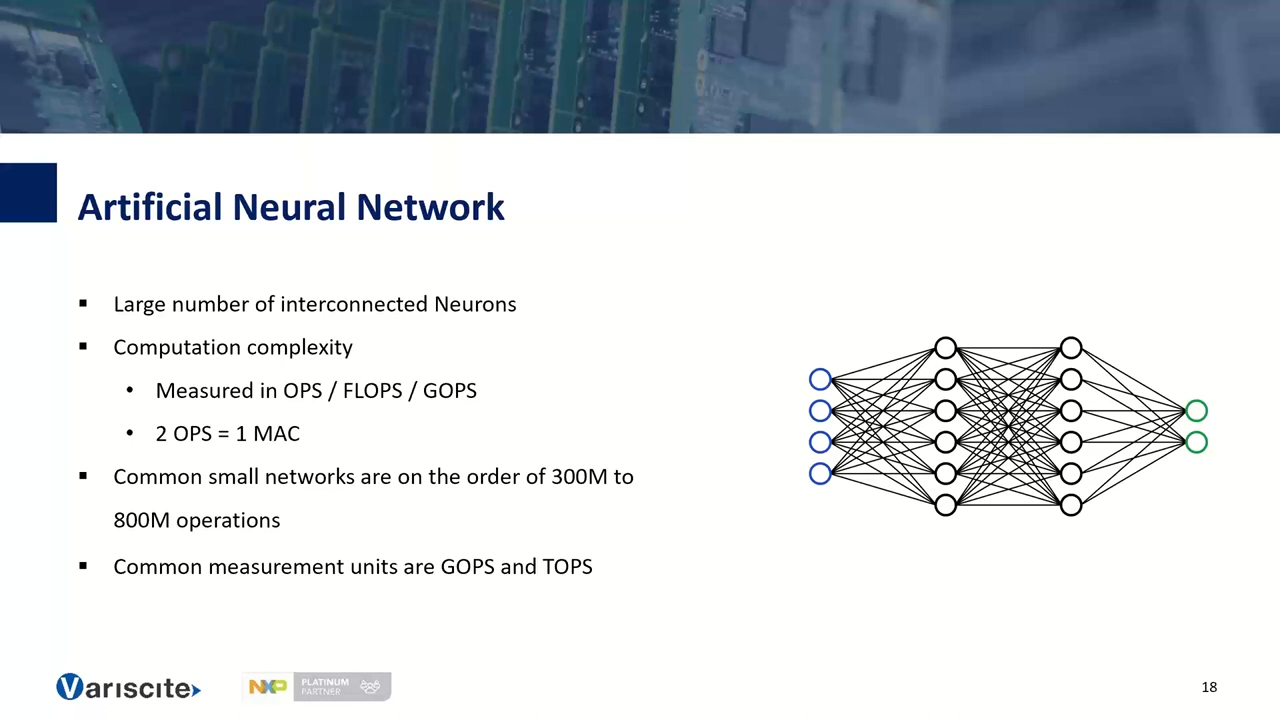 Artificial Neural Network
▪ Large number of interconnected Neurons
▪ Computation complexity
• Measured in OPS / FLOPS / GOPS
• 2 OPS = 1 MAC
▪ Common small networks are on the order of 300M to
800M operations
▪ Common measurement units are GOPS and TOPS
Variscite
NXP
PLATINUM
PARTNER
18